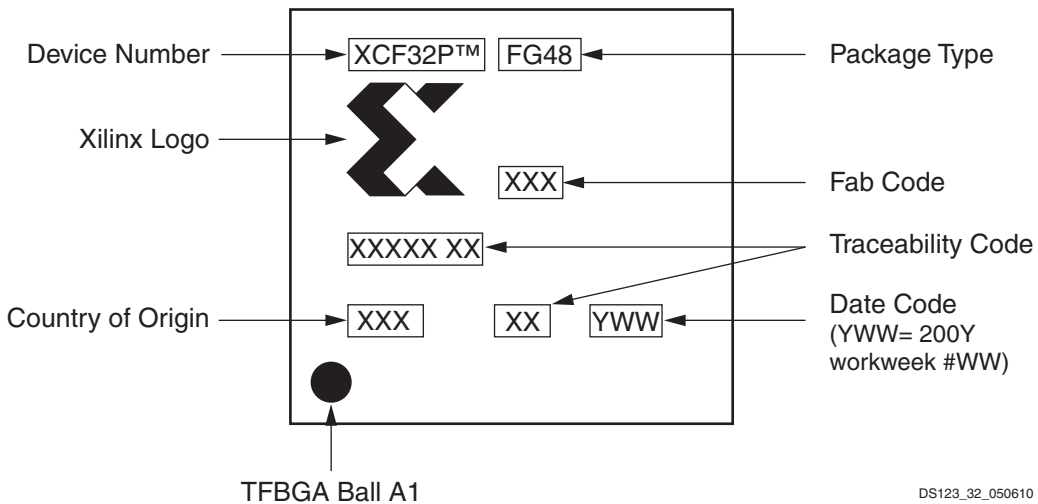 Device Number
XCF32P™
FG48
Package Type
Xilinx Logo
XXX
Fab Code
XXXXX XX
Traceability Code
Country of Origin
XXX
XX
YWW
Date Code
(YWW= 200Y
workweek #WW)
TFBGA Ball A1
DS123_32_050610